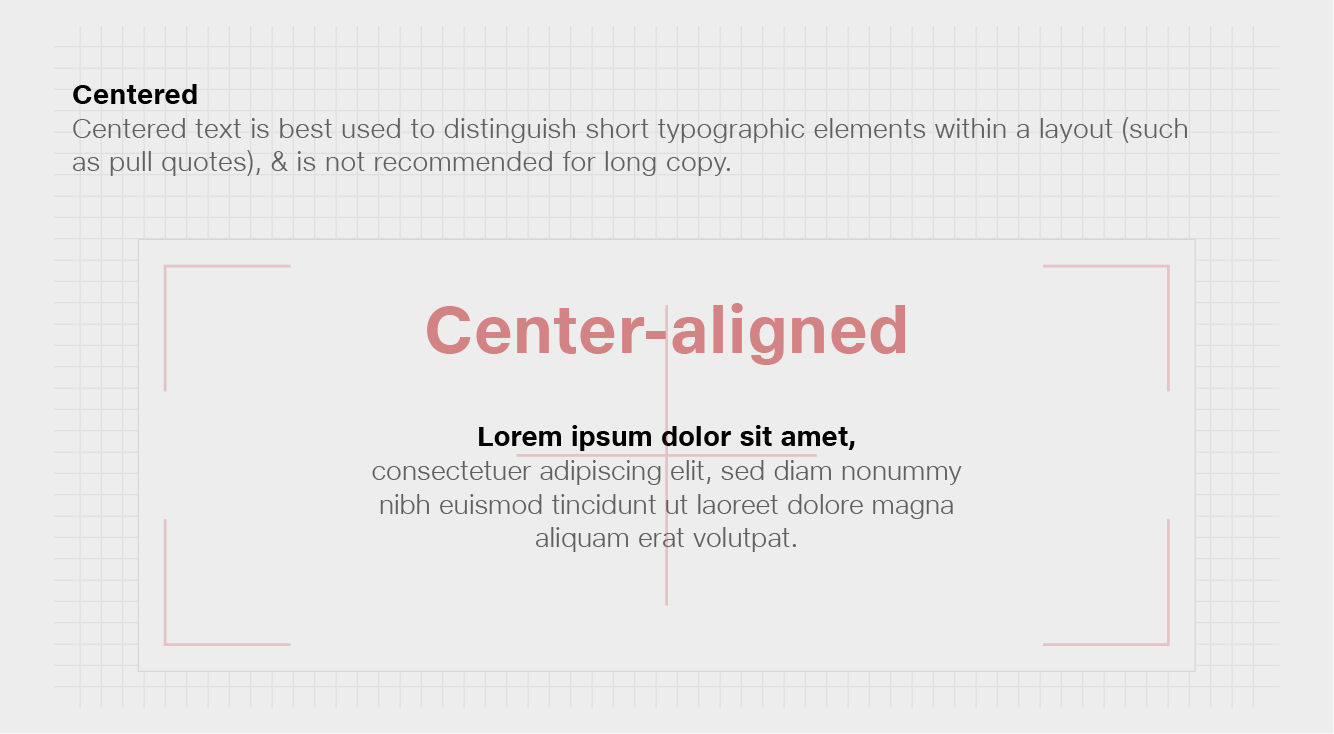 Centered
Centered text is best used to distinguish short typographic elements within a layout (such
as pull quotes), & is not recommended for long copy.
Center-aligned
Lorem ipsum dolor sit amet,
consectetuer adipiscing elit, sed diam nonummy
nibh euismod tincidunt ut laoreet dolore magna
aliquam erat volutpat.